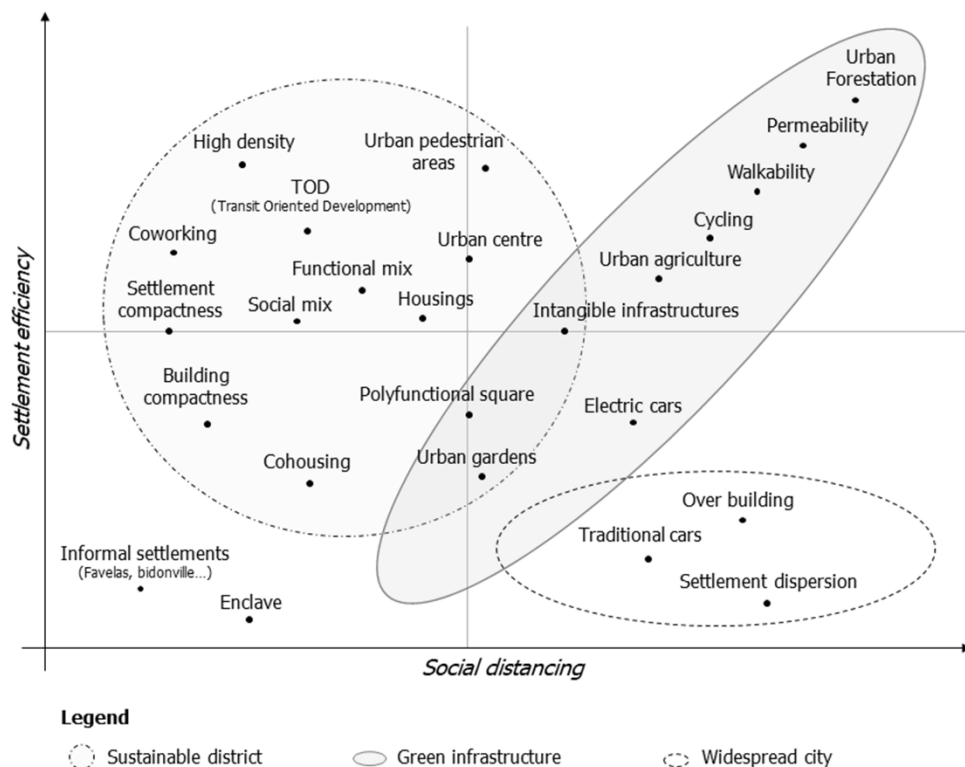 Urban
Forestation
Permeability
High density
Urban pedestrian
areas
Walkability
TOD
(Transit Oriented Development)
Cycling
Coworking
Urban centre
Urban agriculture
Functional mix
Settlement
compactness
Social mix
Housings
Intangible infrastructures
Building
compactness
Polyfunctional square
Electric cars
Cohousing
Urban gardens
Over building
Traditional cars
Informal settlements
(Favelas, bidonville...)
Settlement dispersion
Enclave
Settlement efficiency
Social distancing
Legend
Sustainable district
Green infrastructure
Widespread city